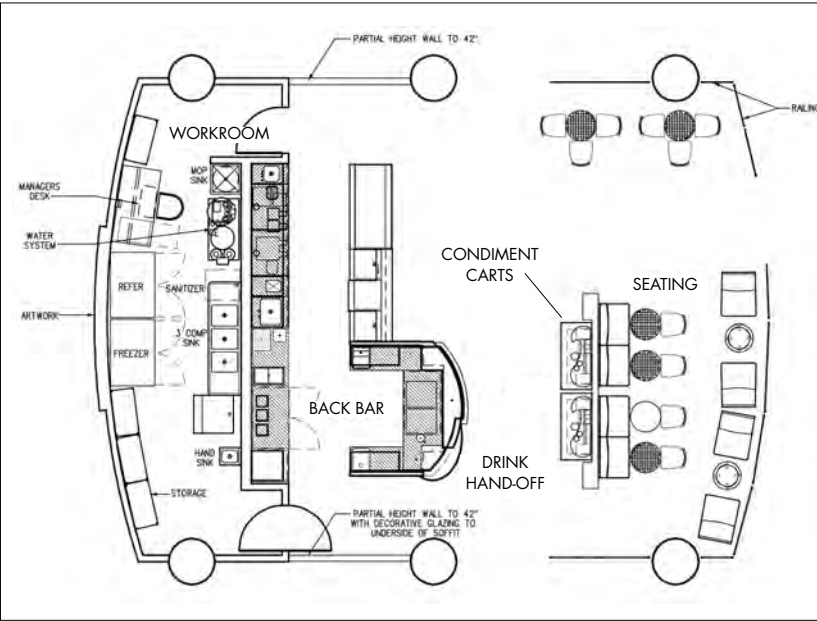 PARTIAL HEIGHT WALL TO 42"
RAILING
WORKROOM
MOP
SINK
MANAGERS
DESK
WATER
SYSTEM
CONDIMENT
CARTS
SEATING
REFER
SANITIZER
ARTWORK
3 COMP
SINK
FREEZER
BACK BAR
HAND
SINK
DRINK
HAND-OFF
STORAGE
PARTIAL HEIGHT WALL TO 42"
WITH DECORATIVE GLAZING TO
UNDERSIDE OF SOFFIT